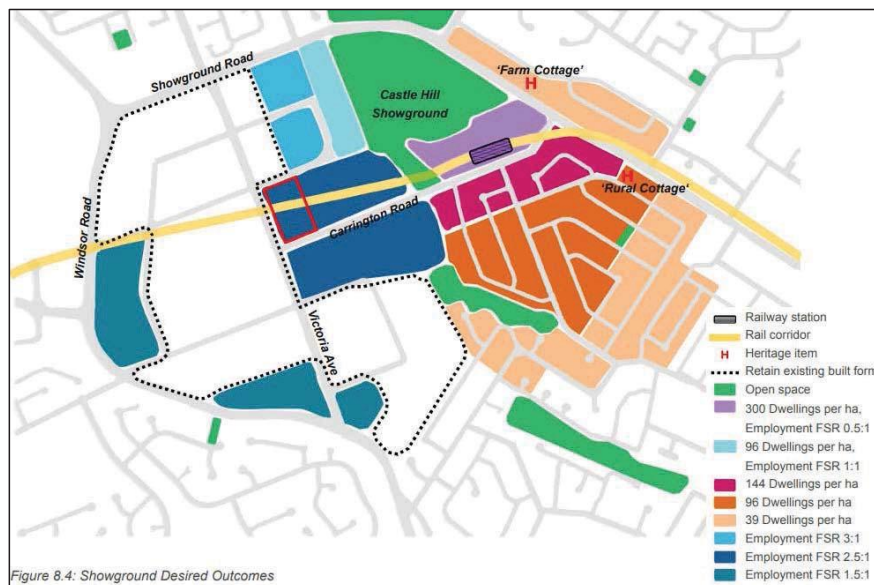 Showground Road
'Farm Cottage'
H
Castle Hill
Showground
'Rural Cottage'
H
Carrington Road
Windsor Road
Victoria Ave
Railway station
Rail corridor
H
Heritage item
Retain existing built form
Open space
300 Dwellings per ha,
Employment FSR 0.5:1
96 Dwellings per ha,
Employment FSR 1:1
144 Dwellings per ha
96 Dwellings per ha
39 Dwellings per ha
Employment FSR 3:1
Employment FSR 2.5:1
Employment FSR 1.5:1
Figure 8.4: Showground Desired Outcomes